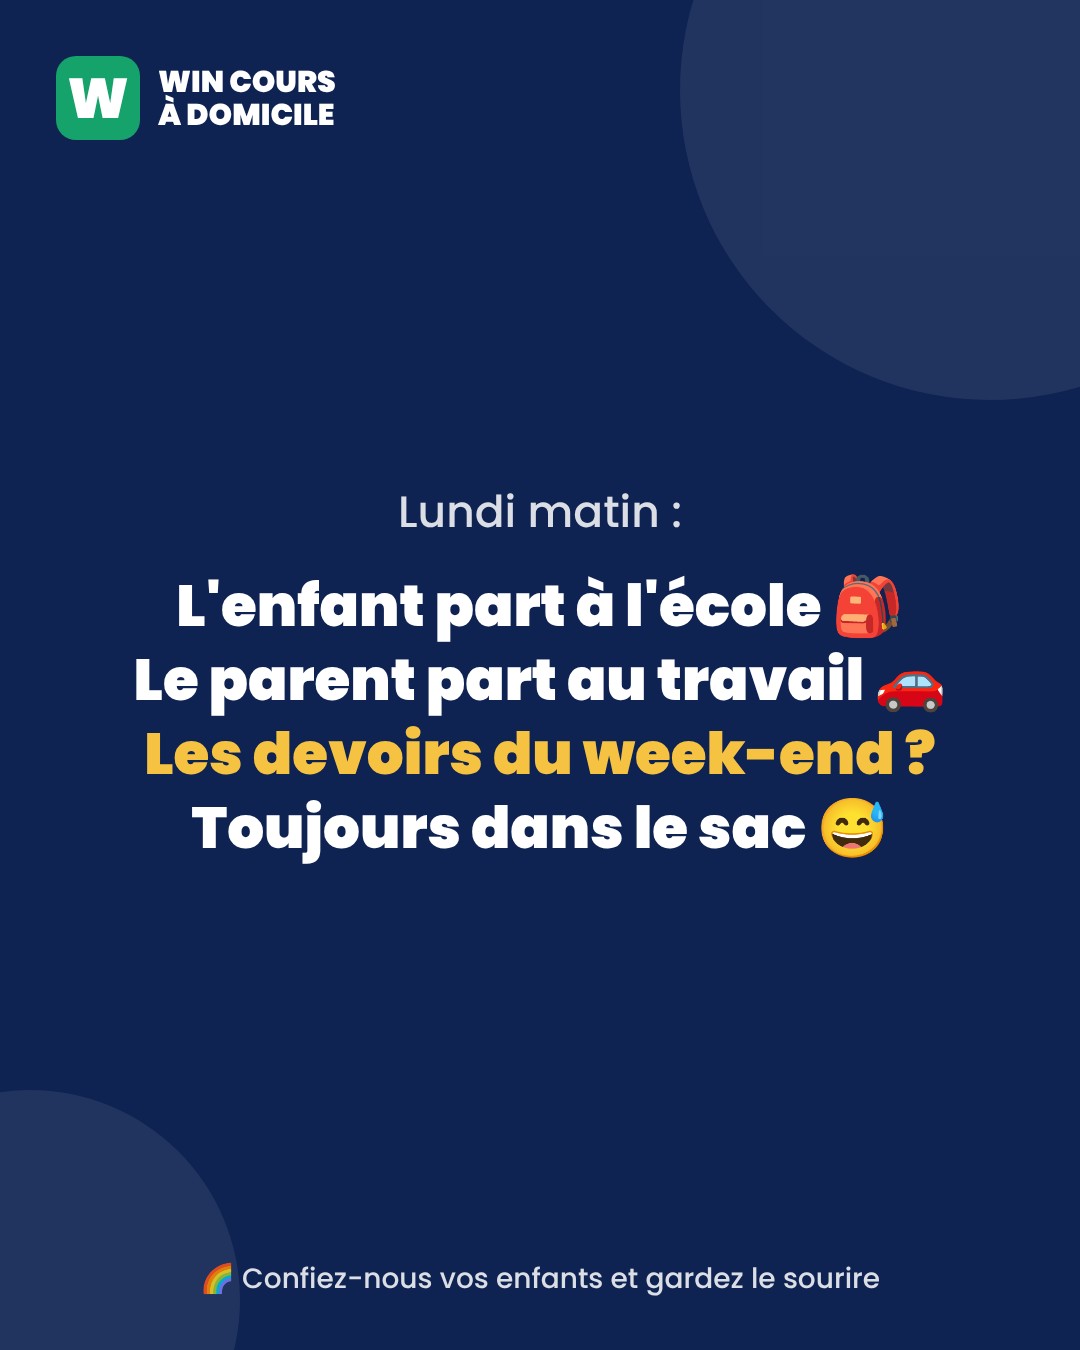 W
WIN COURS
À DOMICILE
Lundi matin :
L'enfant part à l'école 🎒
Le parent part au travail 🚗
Les devoirs du week-end ?
Toujours dans le sac 😅
🌈 Confiez-nous vos enfants et gardez le sourire